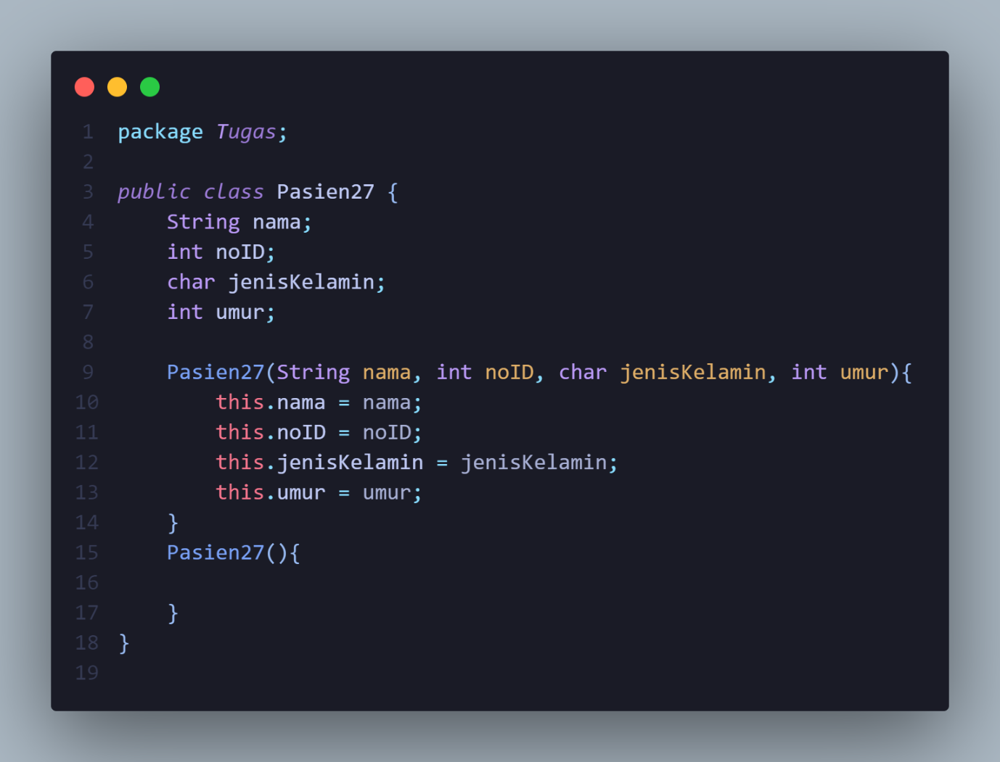 1 package Tugas;
2
3 public class Pasien27 {
4     String nama;
5     int noID;
6     char jenisKelamin;
7     int umur;
8
9     Pasien27(String nama, int noID, char jenisKelamin, int umur){
10         this.nama = nama;
11         this.noID = noID;
12         this.jenisKelamin = jenisKelamin;
13         this.umur = umur;
14     }
15     Pasien27(){
16
17     }
18 }
19